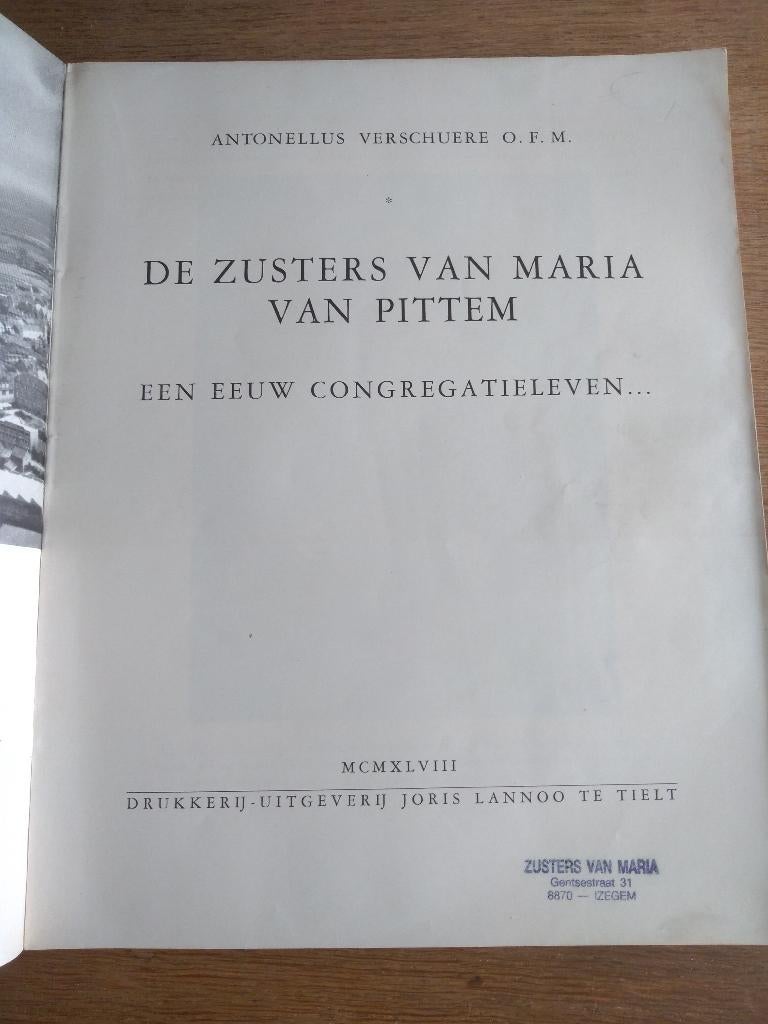 ANTONELLUS VERSCHUERE O.F.M.
*
DE ZUSTERS VAN MARIA
VAN PITTEM
EEN EEUW CONGREGATIELEVEN...
MCMXLVIII
DRUKKERIJ-UITGEVERIJ JORIS LANNOO TE TIELT
ZUSTERS VAN MARIA
Gentsestraat 31
8870 — IZEGEM